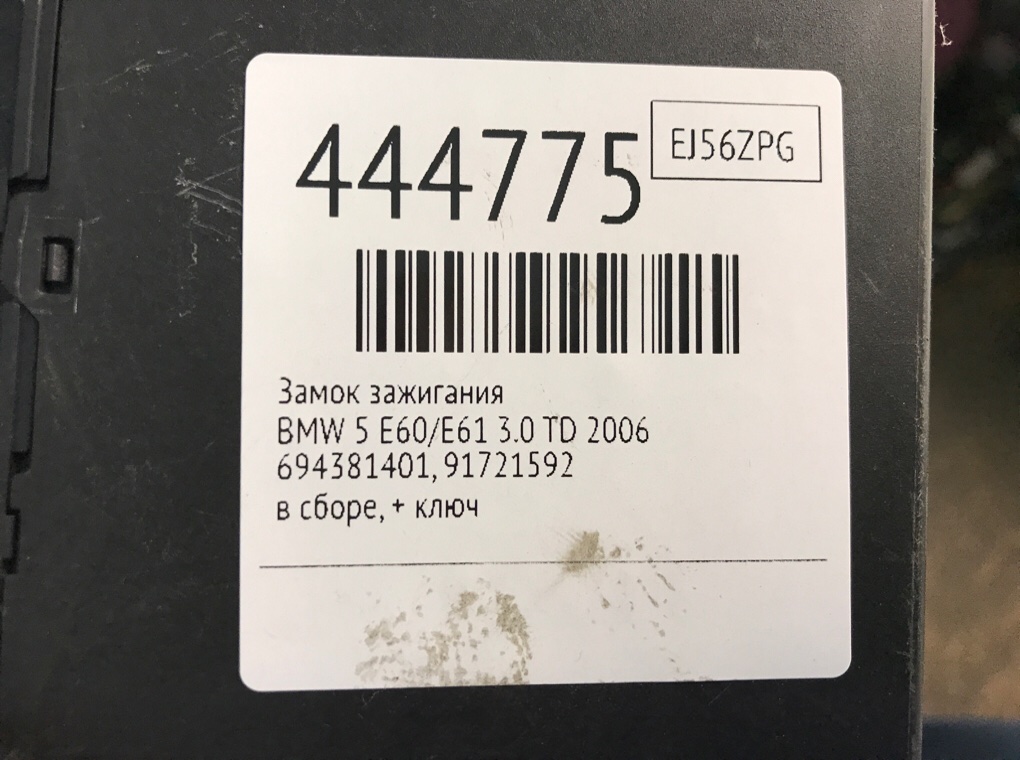 444775
EJ56ZPG
Замок зажигания
BMW 5 E60/E61 3.0 TD 2006
694381401, 91721592
в сборе, + ключ